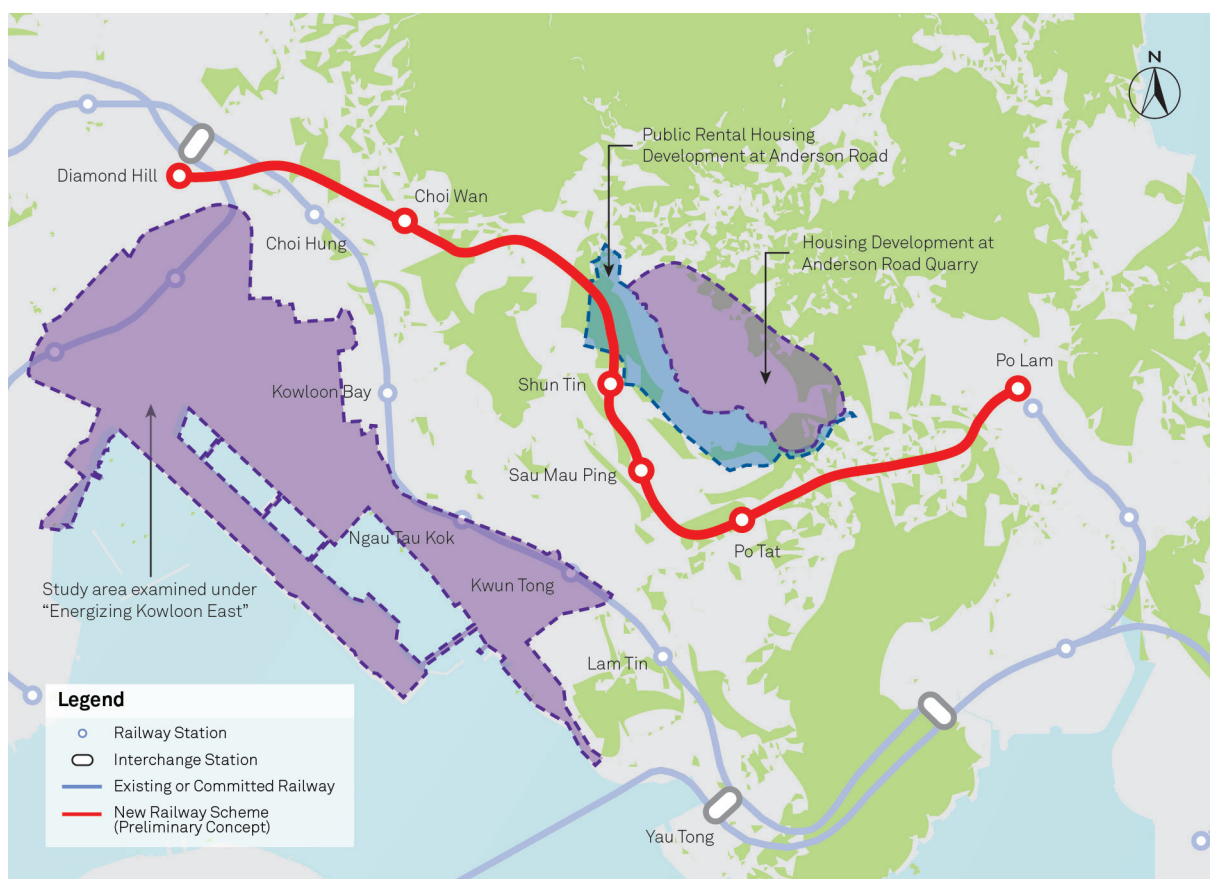 N
Public Rental Housing
Development at Anderson Road
Diamond Hill
Choi Wan
Choi Hung
Housing Development at
Anderson Road Quarry
Po Lam
Shun Tin
Kowloon Bay
Sau Mau Ping
Po Tat
Ngau Tau Kok
Kwun Tong
Study area examined under
“Energizing Kowloon East”
Lam Tin
Yau Tong
Legend
Railway Station
Interchange Station
Existing or Committed Railway
New Railway Scheme
(Preliminary Concept)